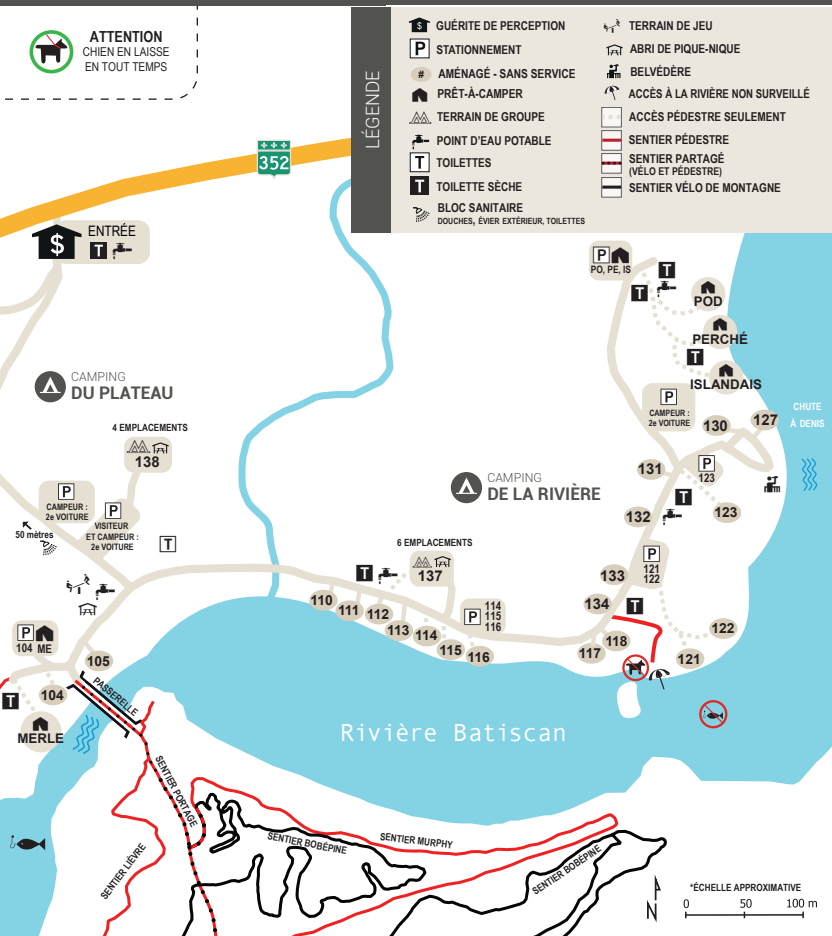 ATTENTION
CHIEN EN LAISSE
EN TOUT TEMPS
LÉGENDE
$ GUÉRITE DE PERCEPTION
P STATIONNEMENT
# AMÉNAGÉ - SANS SERVICE
PRÊT-À-CAMPER
TERRAIN DE GROUPE
POINT D'EAU POTABLE
T TOILETTES
T TOILETTE SÈCHE
BLOC SANITAIRE
DOUCHES, ÉVIER EXTÉRIEUR, TOILETTES
TERRAIN DE JEU
ABRI DE PIQUE-NIQUE
BELVÉDÈRE
ACCÈS À LA RIVIÈRE NON SURVEILLÉ
ACCÈS PÉDESTRE SEULEMENT
SENTIER PÉDESTRE
SENTIER PARTAGÉ
(VÉLO ET PÉDESTRE)
SENTIER VÉLO DE MONTAGNE
352
$
ENTRÉE
T
P
PO, PE, IS
T
T
POD
PERCHÉ
T
ISLANDAIS
CAMPING
DU PLATEAU
P
CAMPEUR :
2e VOITURE
130
127
CHUTE
À DENIS
4 EMPLACEMENTS
138
CAMPING
DE LA RIVIÈRE
131
P
123
123
P
CAMPEUR :
2e VOITURE
P
VISITEUR
ET CAMPEUR :
2e VOITURE
50 mètres
T
T
132
6 EMPLACEMENTS
137
T
P
121
122
133
134
T
110
111
112
113
114
115
116
P
114
115
116
117
118
122
121
P
104 ME
105
104
T
MERLE
PASSERELLE
Rivière Batiscan
SENTIER PORTAGE
SENTIER LIÈVRE
SENTIER BOBÉPINE
SENTIER MURPHY
SENTIER BOBÉPINE
N
*ÉCHELLE APPROXIMATIVE
0 50 100 m